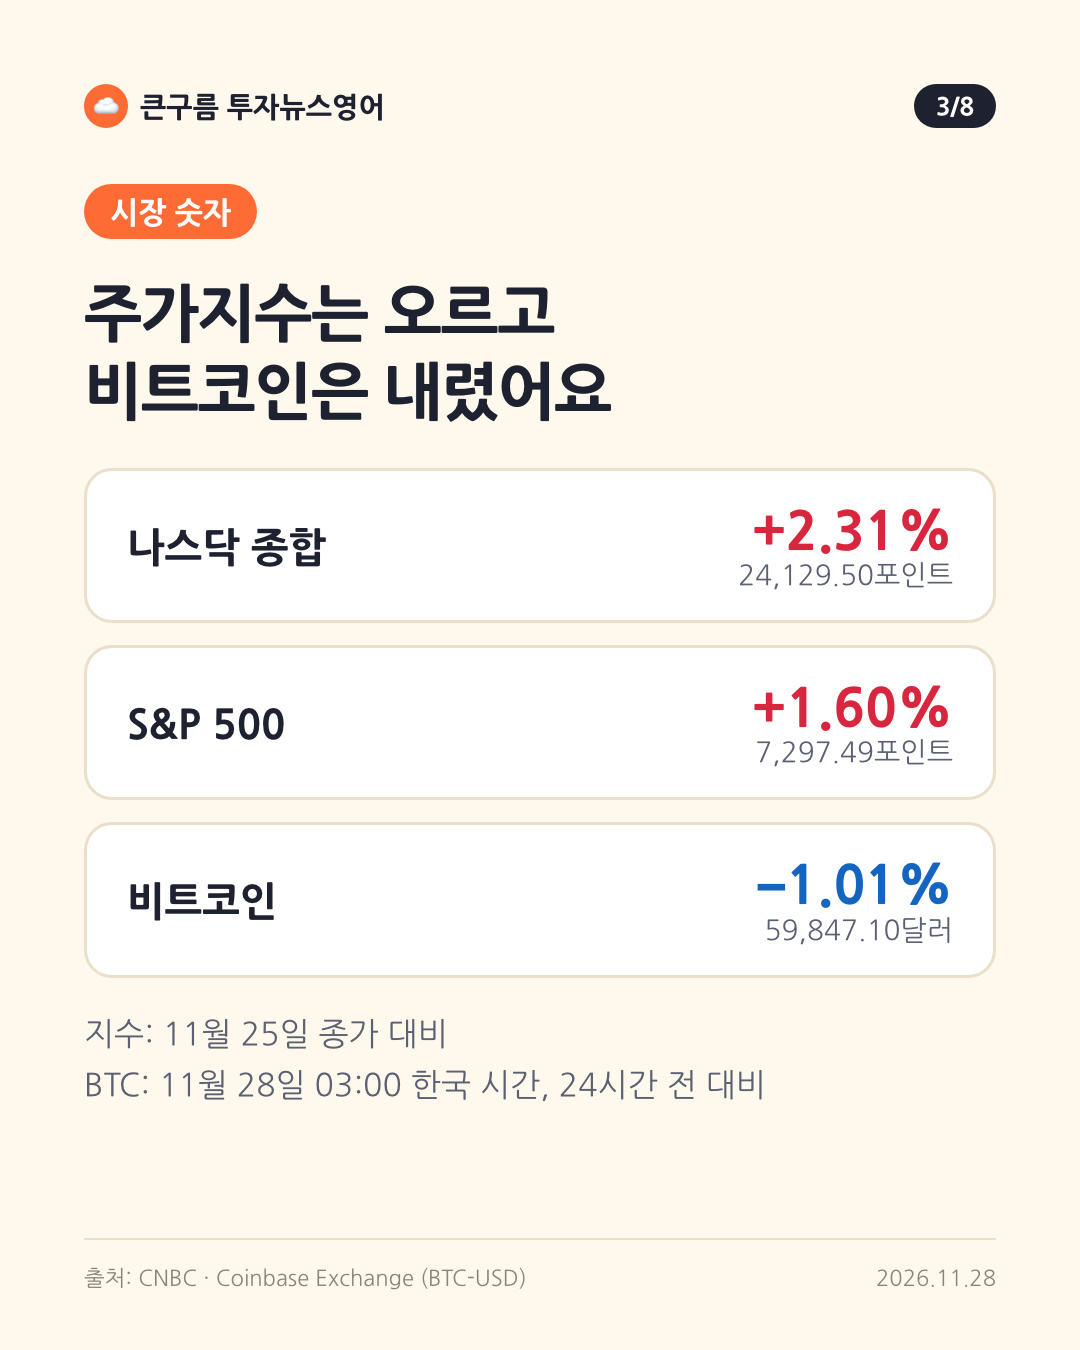 큰구름 투자뉴스영어
3/8
시장 숫자
주가지수는 오르고
비트코인은 내렸어요
나스닥 종합
+2.31%
24,129.50포인트
S&P 500
+1.60%
7,297.49포인트
비트코인
−1.01%
59,847.10달러
지수: 11월 25일 종가 대비
BTC: 11월 28일 03:00 한국 시간, 24시간 전 대비
출처: CNBC · Coinbase Exchange (BTC-USD)
2026.11.28